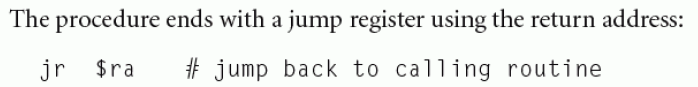 The procedure ends with a jump register using the return address:
jr $ra # jump back to calling routine